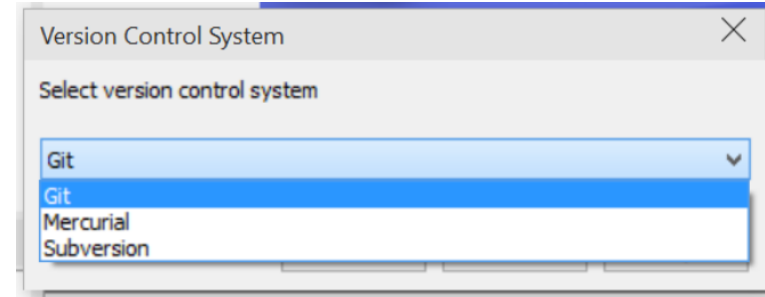 Version Control System
Select version control system
Git
Git
Mercurial
Subversion